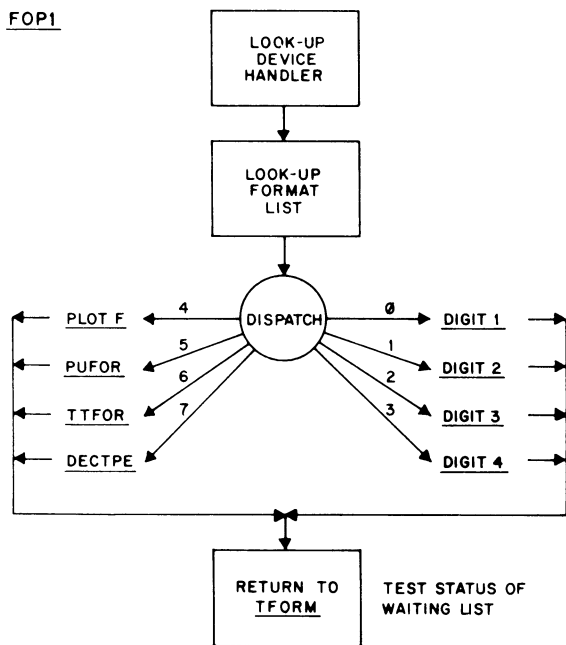 FOP1
LOOK-UP
DEVICE
HANDLER
LOOK-UP
FORMAT
LIST
DISPATCH
4
5
6
7
Ø
1
2
3
PLOT F
PUFOR
TTFOR
DECTPE
DIGIT 1
DIGIT 2
DIGIT 3
DIGIT 4
RETURN TO
TFORM
TEST STATUS OF
WAITING LIST